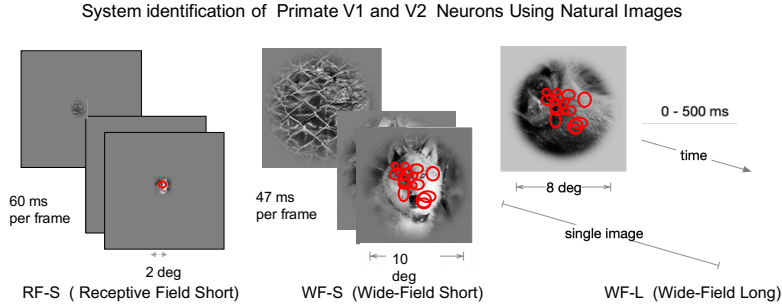 System identification of Primate V1 and V2 Neurons Using Natural Images
0 - 500 ms
time
8 deg
60 ms
per frame
47 ms
per frame
single image
2 deg
10
deg
RF-S ( Receptive Field Short)
WF-S (Wide-Field Short)
WF-L (Wide-Field Long)